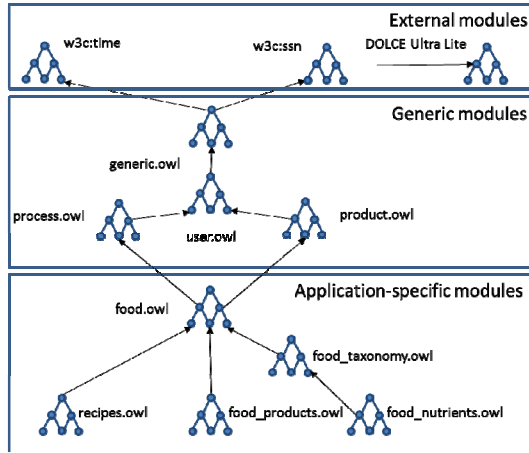 External modules
w3c:time
w3c:ssn
DOLCE Ultra Lite
Generic modules
generic.owl
process.owl
user.owl
product.owl
Application-specific modules
food.owl
food_taxonomy.owl
recipes.owl
food_products.owl
food_nutrients.owl